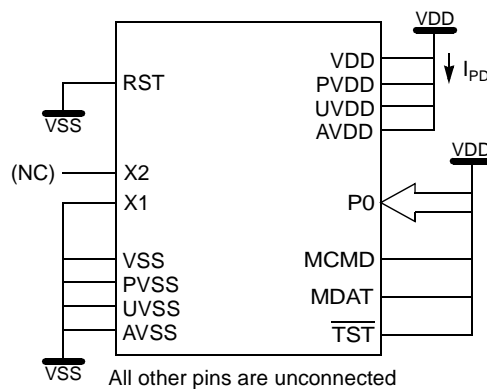 VDD
VDD
PVDD
UVDD
AVDD
I_PD
RST
VSS
VDD
(NC)
X2
X1
P0
VSS
PVSS
UVSS
AVSS
MCMD
MDAT
TST
VSS
All other pins are unconnected